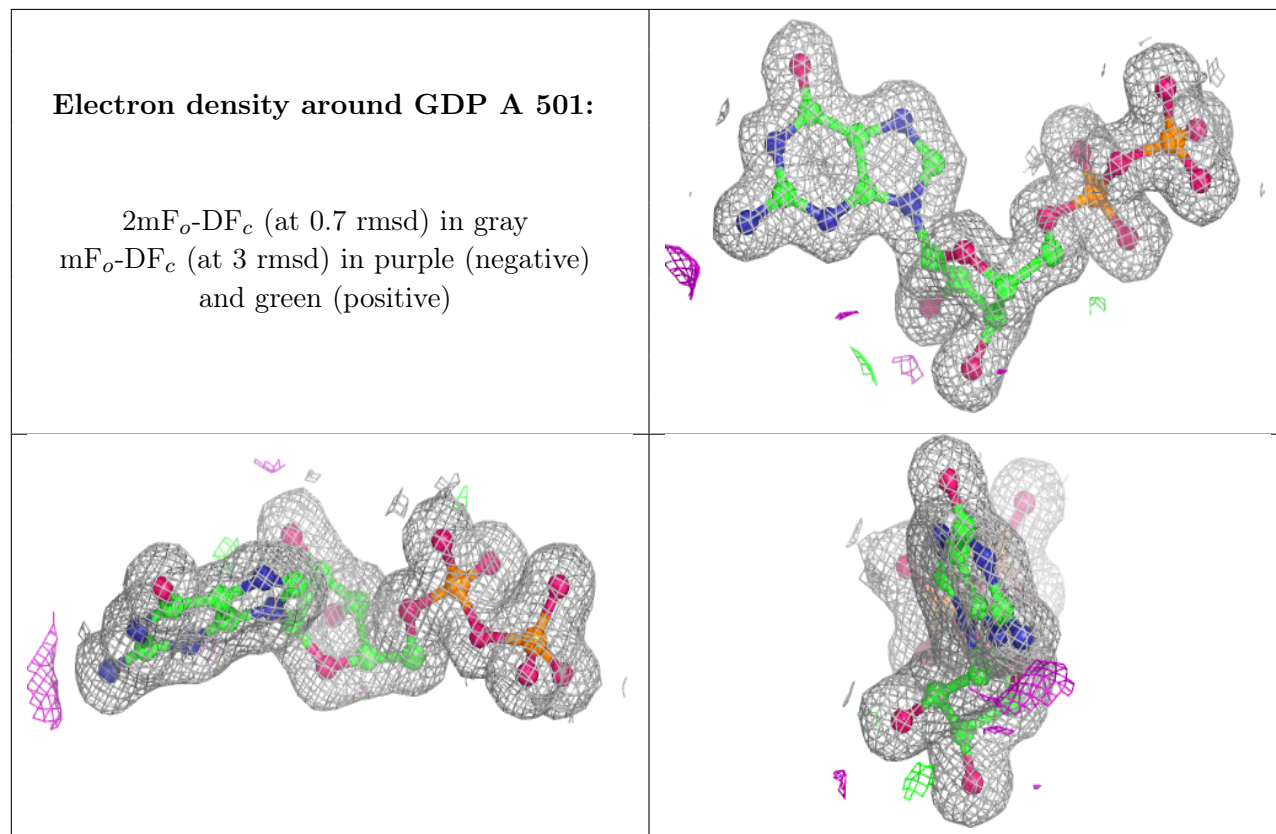 Electron density around GDP A 501:
2mFo-DFc (at 0.7 rmsd) in gray
mFo-DFc (at 3 rmsd) in purple (negative)
and green (positive)